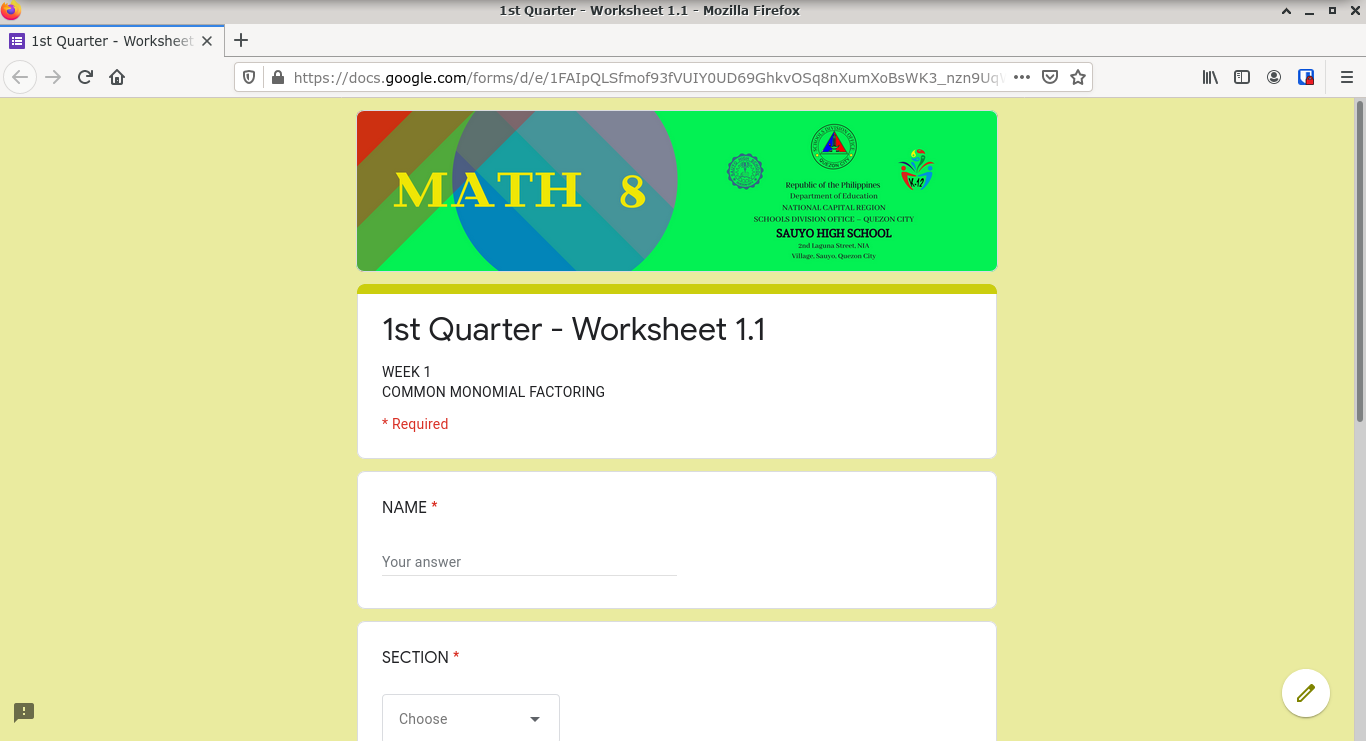 1st Quarter - Worksheet 1.1 - Mozilla Firefox
1st Quarter - Worksheet
https://docs.google.com/forms/d/e/1FAIpQLSfmof93fVUIY0UD69GhkvOSq8nXumXoBsWK3_nzn9Uq
MATH 8
K-12
Republic of the Philippines
Department of Education
NATIONAL CAPITAL REGION
SCHOOLS DIVISION OFFICE – QUEZON CITY
SAUYO HIGH SCHOOL
2nd Laguna Street, NIA
Village, Sauyo, Quezon City
1st Quarter - Worksheet 1.1
WEEK 1
COMMON MONOMIAL FACTORING
* Required
NAME *
Your answer
SECTION *
Choose